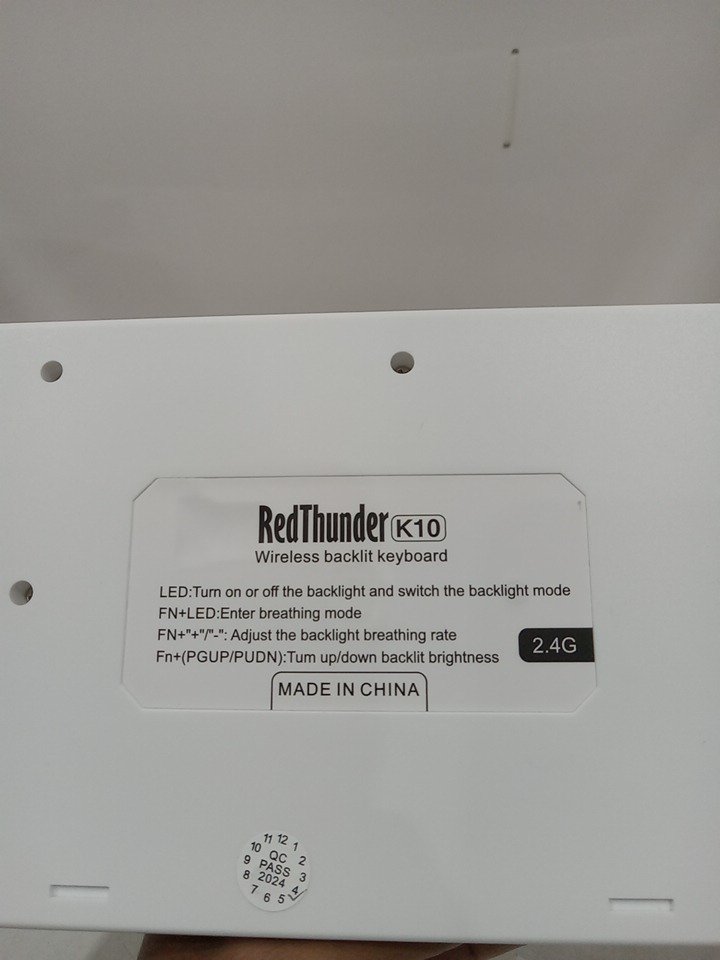 RedThunder K10
Wireless backlit keyboard
LED:Turn on or off the backlight and switch the backlight mode
FN+LED:Enter breathing mode
FN+"+"/"-": Adjust the backlight breathing rate
Fn+(PGUP/PUDN):Turn up/down backlit brightness
2.4G
MADE IN CHINA
QC
PASS
2024
1 2 3 4 5 6 7 8 9 10 11 12